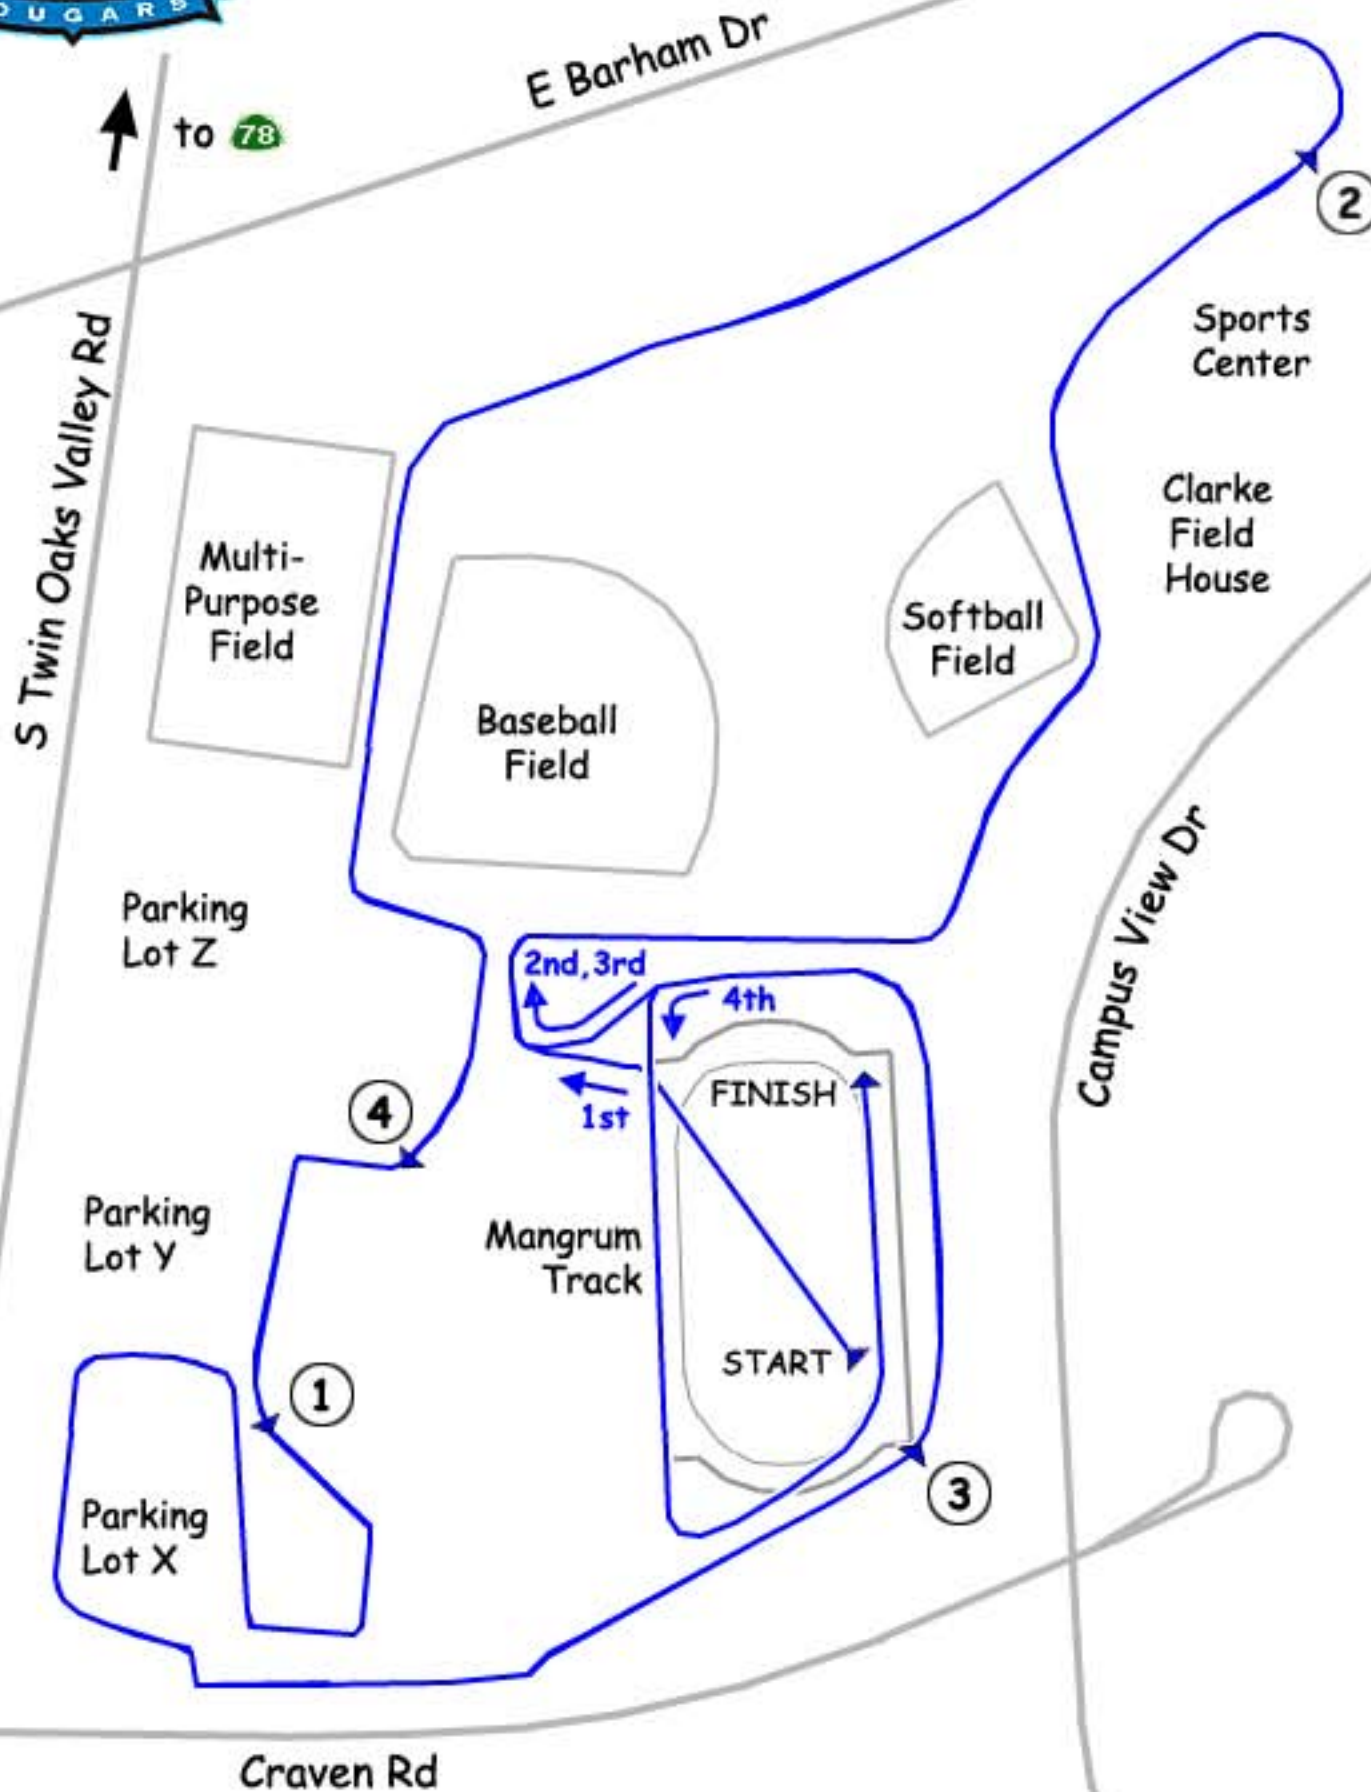 OUGARS
E Barham Dr
to 78
2
Sports
Center
S Twin Oaks Valley Rd
Clarke
Field
House
Multi-
Purpose
Field
Softball
Field
Baseball
Field
Campus View Dr
Parking
Lot Z
2nd,3rd
4th
FINISH
1st
4
Parking
Lot Y
Mangrum
Track
START
1
3
Parking
Lot X
Craven Rd